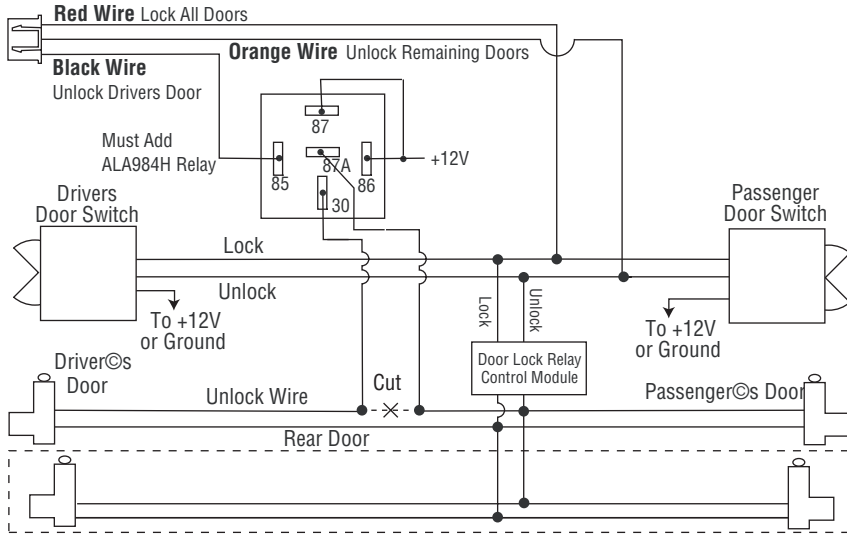 Red Wire Lock All Doors
Orange Wire Unlock Remaining Doors
Black Wire
Unlock Drivers Door
87
Must Add
ALA984H Relay
87A
+12V
85
86
30
Drivers
Door Switch
Passenger
Door Switch
Lock
Unlock
Lock
Unlock
To +12V
or Ground
To +12V
or Ground
Door Lock Relay
Control Module
Driver©s
Door
Cut
Unlock Wire
Passenger©s Door
Rear Door